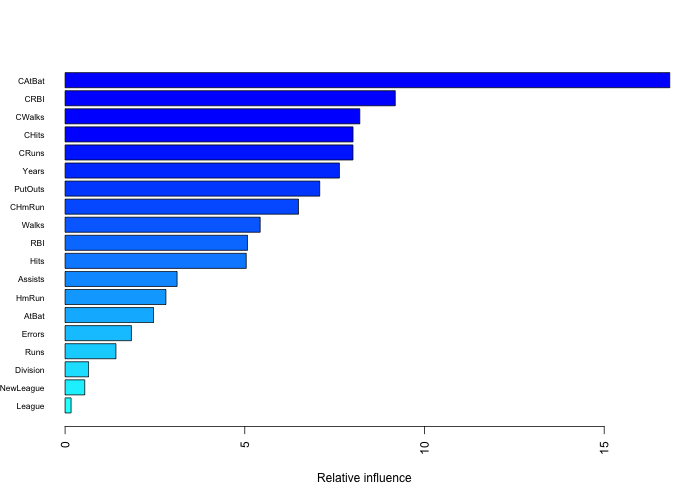 CAtBat
CRBI
CWalks
CHits
CRuns
Years
PutOuts
CHmRun
Walks
RBI
Hits
Assists
HmRun
AtBat
Errors
Runs
Division
NewLeague
League
0 5 10 15
Relative influence